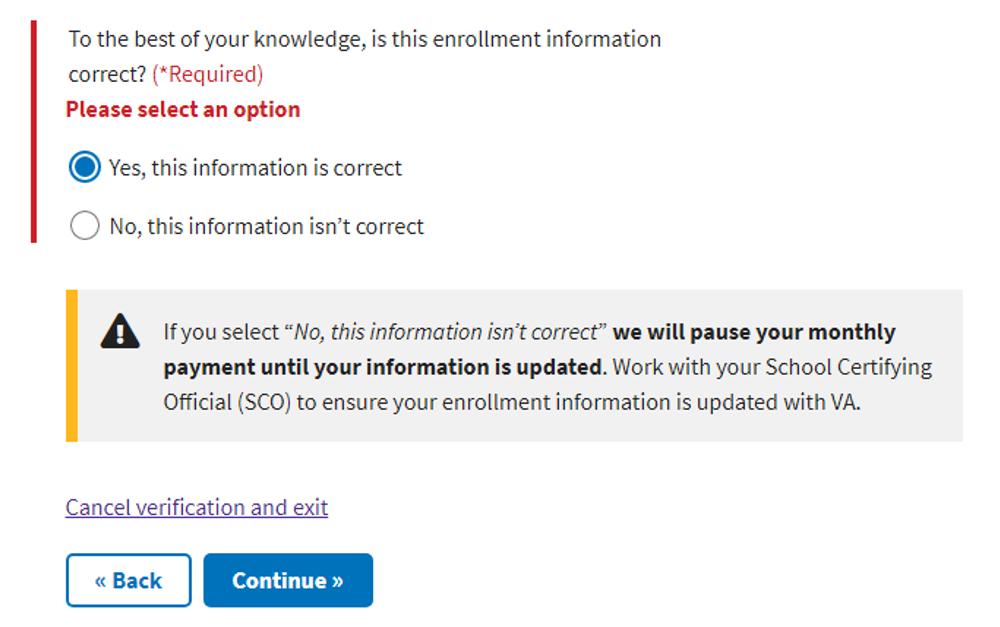 To the best of your knowledge, is this enrollment information
correct? (*Required)
Please select an option
Yes, this information is correct
No, this information isn’t correct
If you select “No, this information isn’t correct” we will pause your monthly
payment until your information is updated. Work with your School Certifying
Official (SCO) to ensure your enrollment information is updated with VA.
Cancel verification and exit
« Back
Continue »